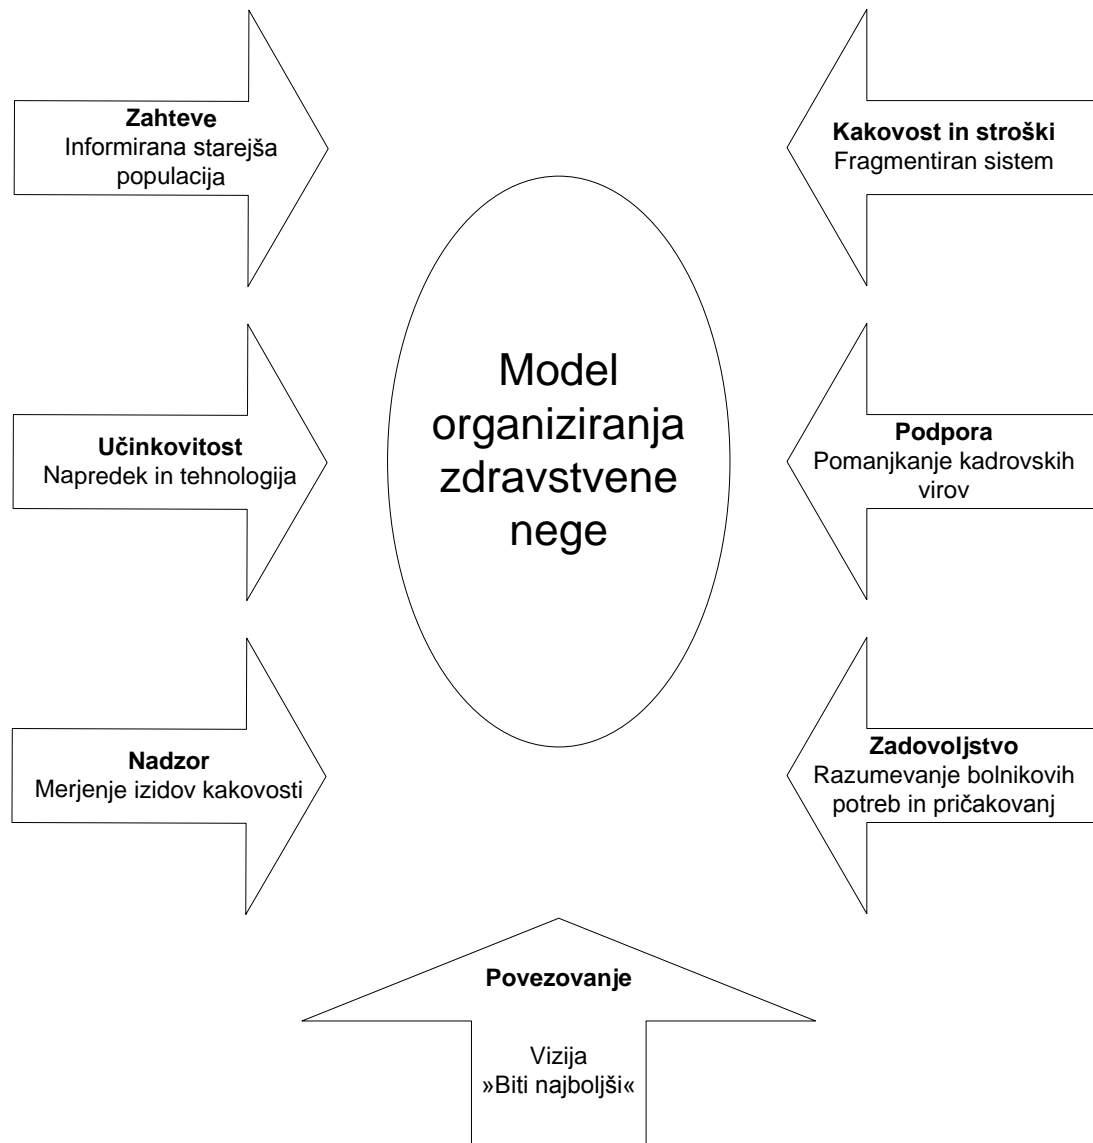 Zahteve
Informirana starejša
populacija
Kakovost in stroški
Fragmentiran sistem
Model
organiziranja
zdravstvene
nege
Učinkovitost
Napredek in tehnologija
Podpora
Pomanjkanje kadrovskih
virov
Nadzor
Merjenje izidov kakovosti
Zadovoljstvo
Razumevanje bolnikovih
potreb in pričakovanj
Povezovanje
Vizija
»Biti najboljši«